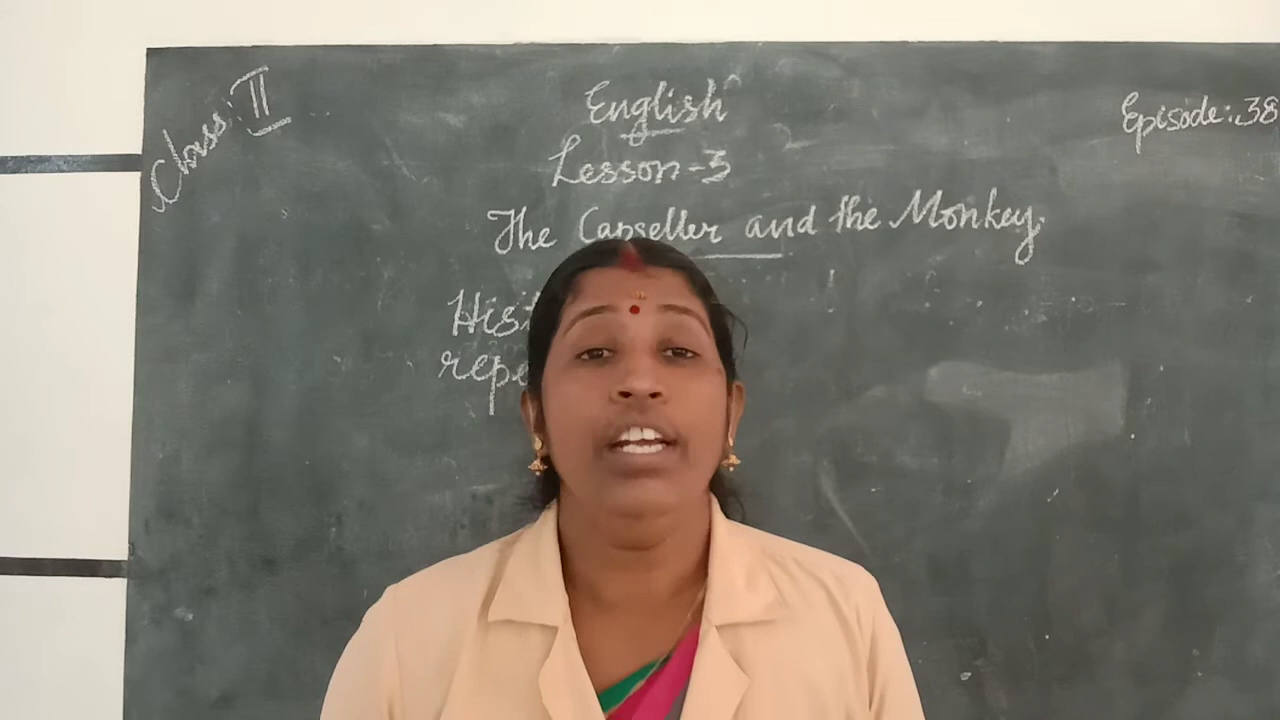 Class: II
English
Episode: 38
Lesson-3
The Capseller and the Monkey.